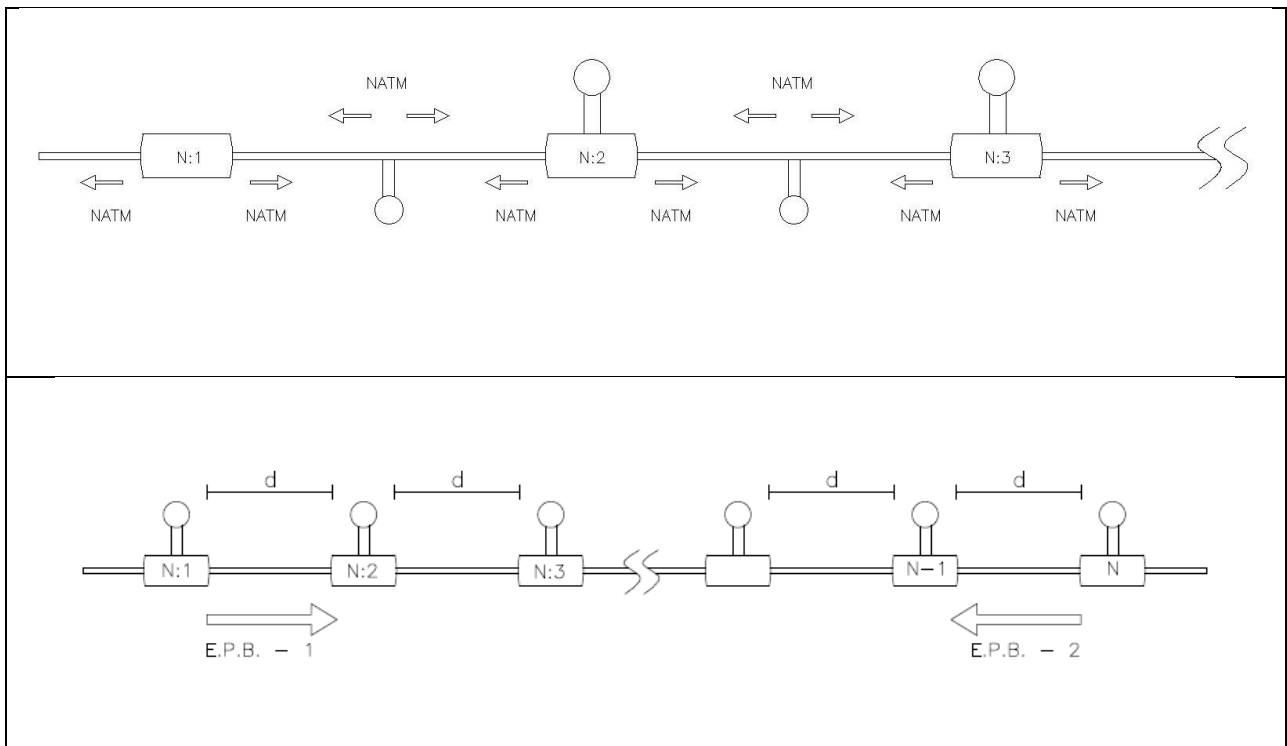 NATM
NATM
N:1
N:2
N:3
NATM
NATM
NATM
NATM
NATM
NATM
d
d
d
d
N:1
N:2
N:3
N-1
N
E.P.B. - 1
E.P.B. - 2